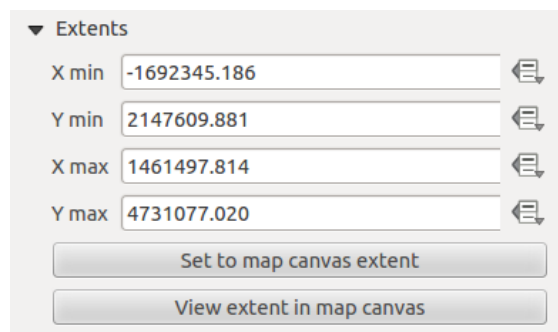 Extents
X min -1692345.186
Y min 2147609.881
X max 1461497.814
Y max 4731077.020
Set to map canvas extent
View extent in map canvas